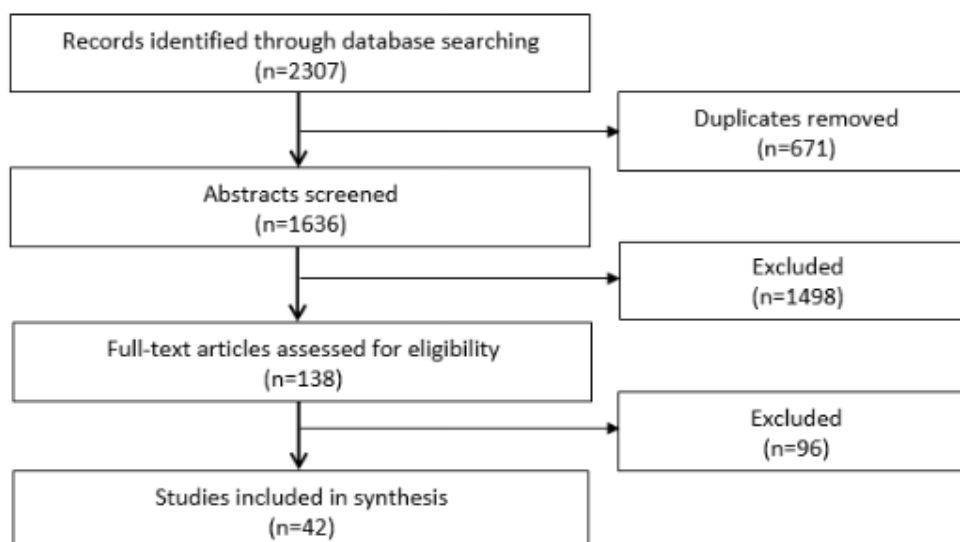 Records identified through database searching
(n=2307)
Duplicates removed
(n=671)
Abstracts screened
(n=1636)
Excluded
(n=1498)
Full-text articles assessed for eligibility
(n=138)
Excluded
(n=96)
Studies included in synthesis
(n=42)